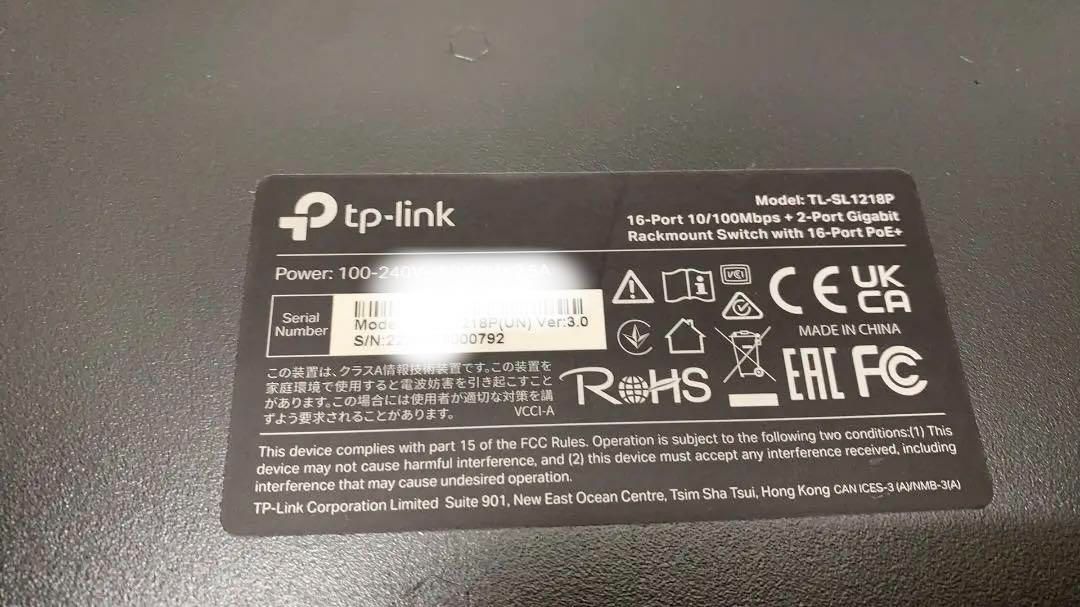 tp-link
Model: TL-SL1218P
16-Port 10/100Mbps + 2-Port Gigabit
Rackmount Switch with 16-Port PoE+
Power: 100-240V
Serial
Number
218P(UN) Ver:3.0
S/N:22 000792
VCCI
CE
UK
CA
MADE IN CHINA
この装置は、クラスA情報技術装置です。この装置を
家庭環境で使用すると電波妨害を引き起こすこと
があります。この場合には使用者が適切な対策を講
ずよう要求されることがあります。
VCCI-A
RoHS
EAC
FC
This device complies with part 15 of the FCC Rules. Operation is subject to the following two conditions:(1) This
device may not cause harmful interference, and (2) this device must accept any interference received, including
interference that may cause undesired operation.
TP-Link Corporation Limited Suite 901, New East Ocean Centre, Tsim Sha Tsui, Hong Kong CAN ICES-3 (A)/NMB-3(A)